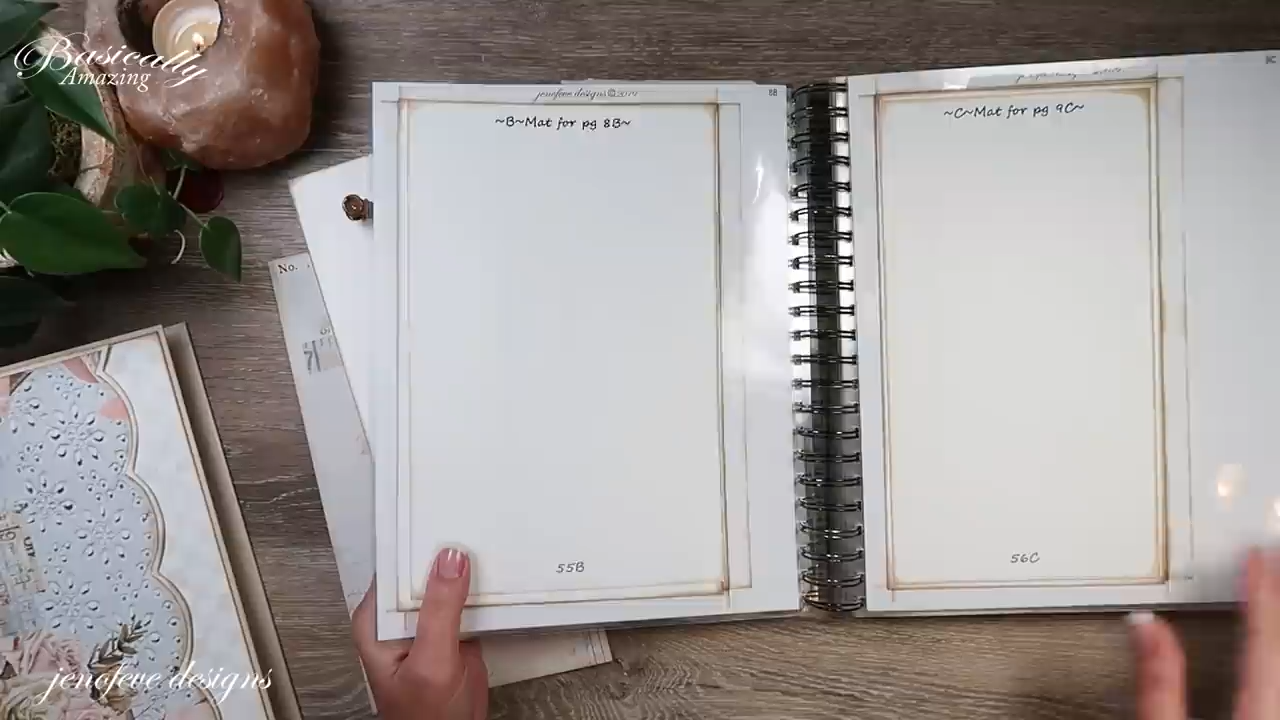 Basically
Amazing
jenofeve designs©2019
8B
~B~Mat for pg 8B~
55B
8C
~C~Mat for pg 9C~
56C
No.
jenofeve designs